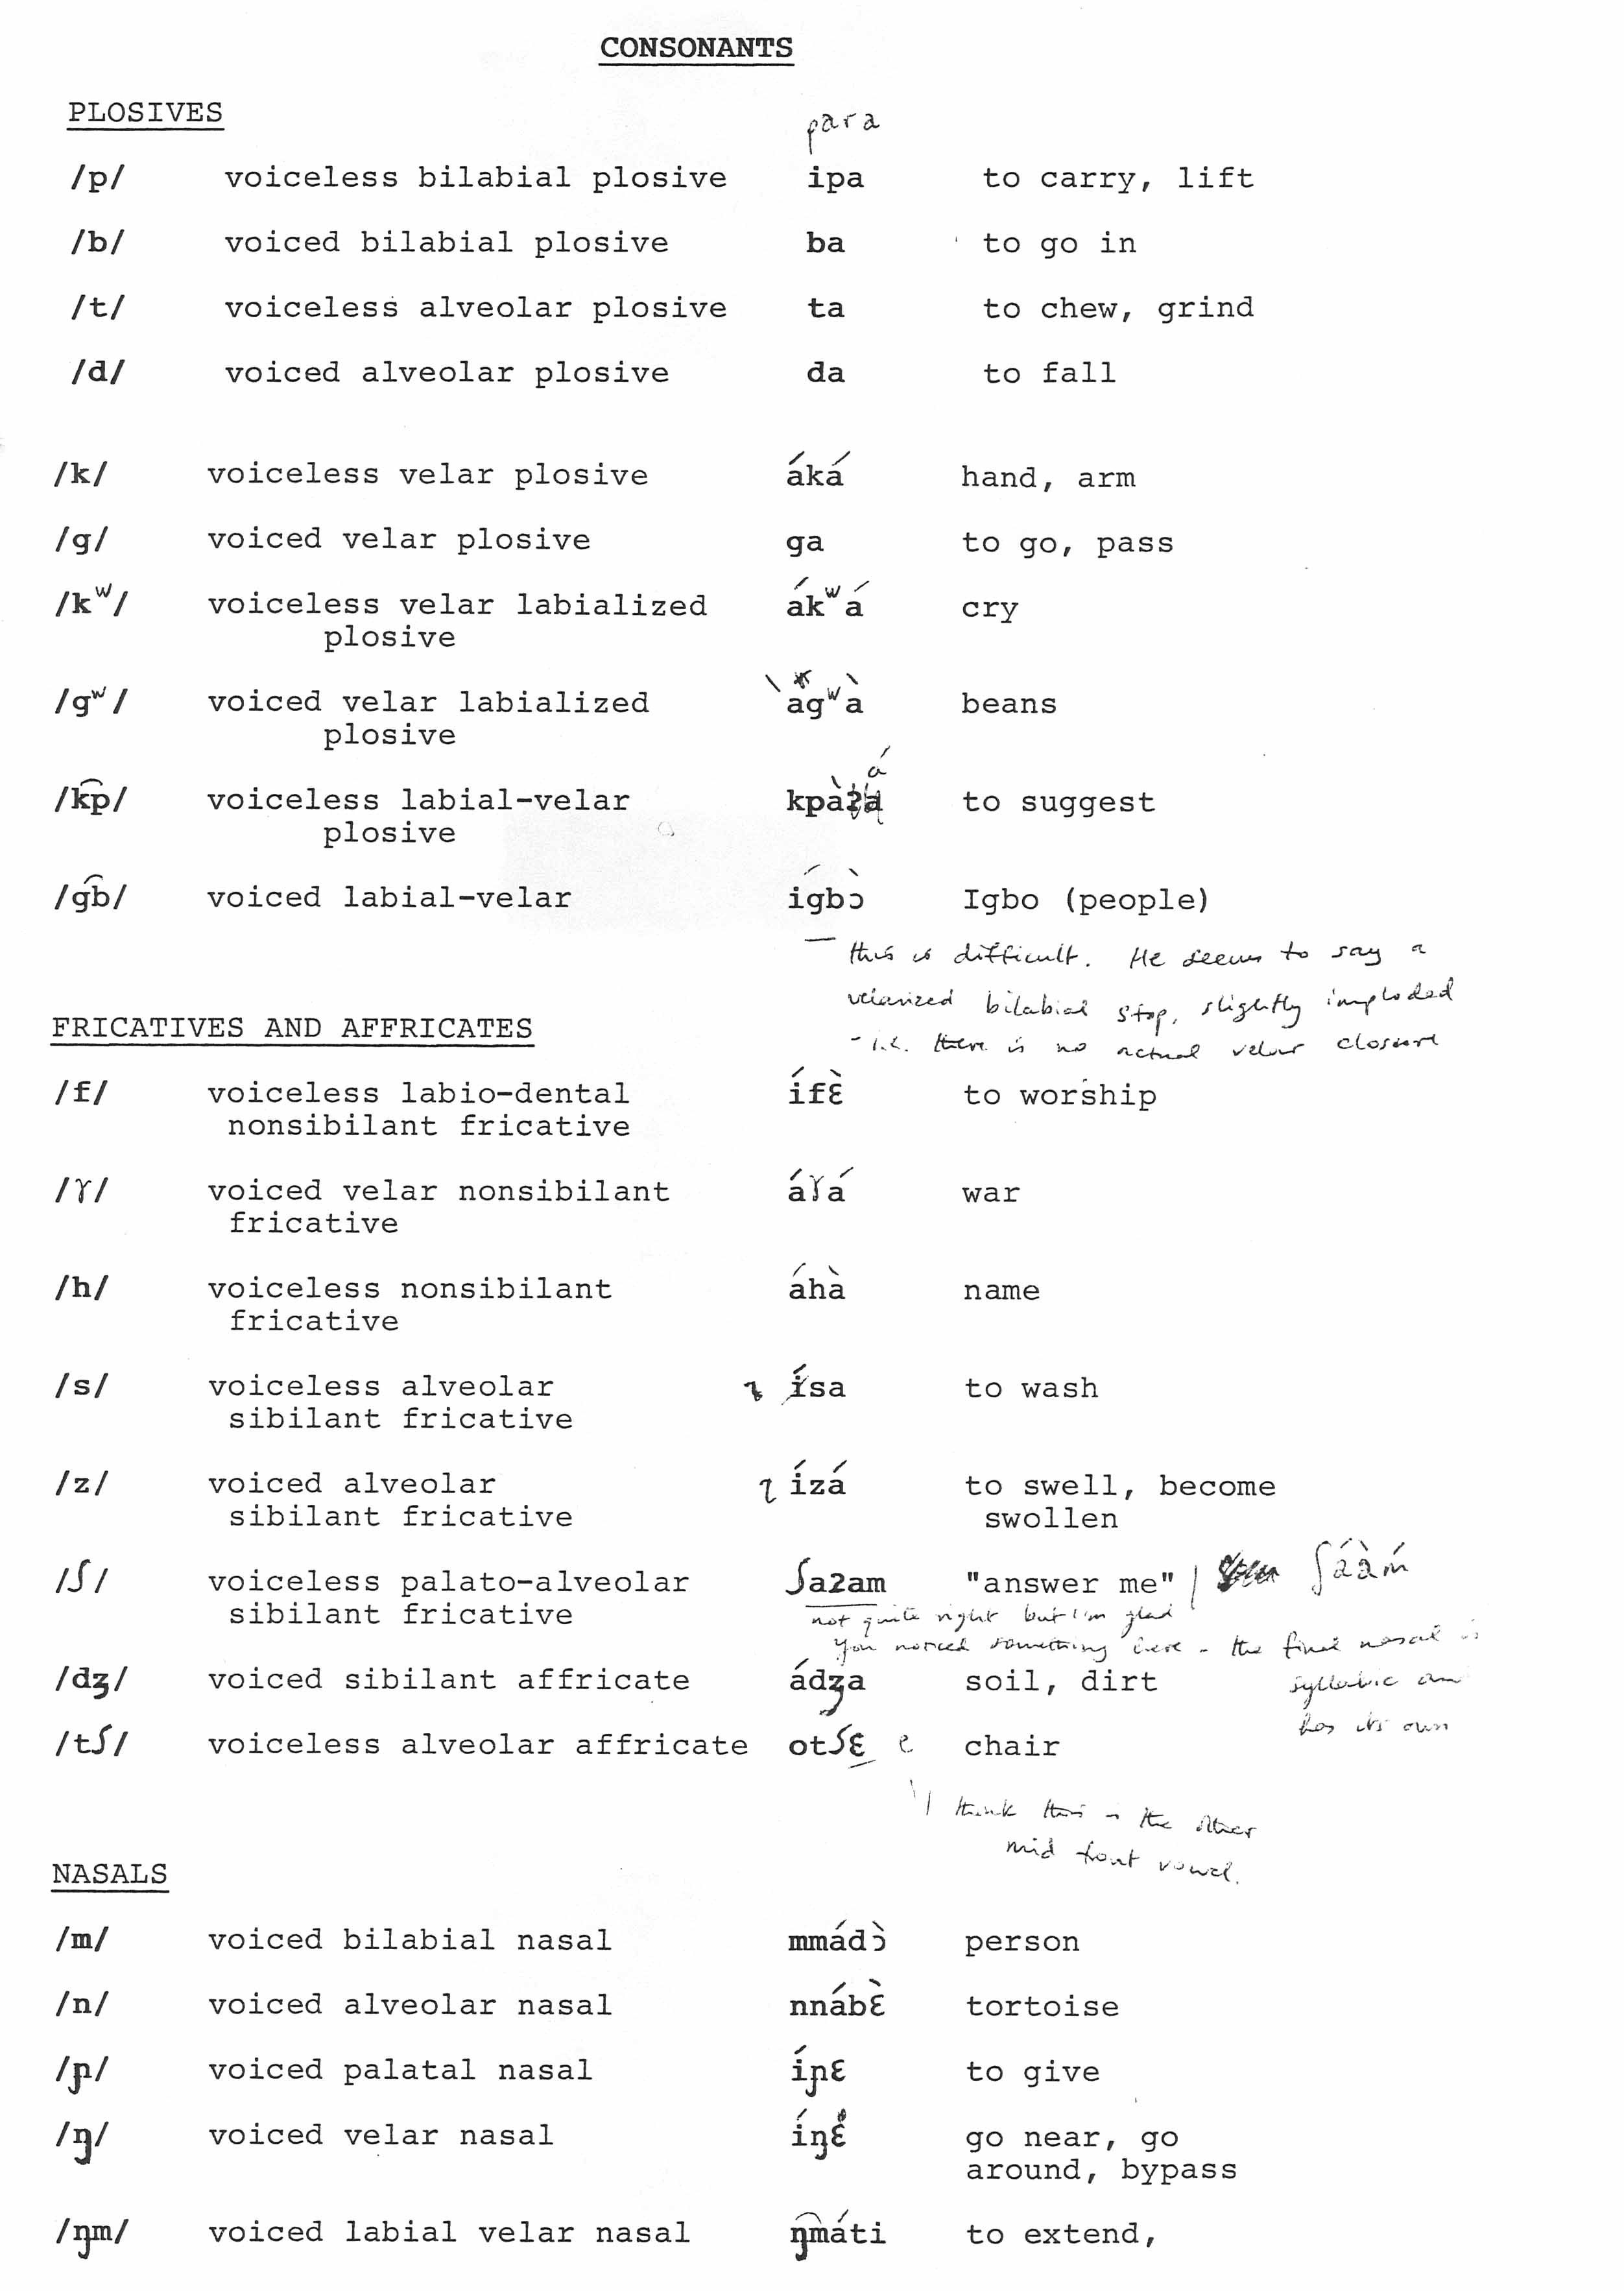 CONSONANTS
PLOSIVES
para
/p/ voiceless bilabial plosive ipa to carry, lift
/b/ voiced bilabial plosive ba to go in
/t/ voiceless alveolar plosive ta to chew, grind
/d/ voiced alveolar plosive da to fall
/k/ voiceless velar plosive áká hand, arm
/g/ voiced velar plosive ga to go, pass
/kʷ/ voiceless velar labialized ákʷá cry
plosive
/gʷ/ voiced velar labialized àgʷà beans
plosive
á
/k͡p/ voiceless labial-velar kpàʔa to suggest
plosive
/g͡b/ voiced labial-velar ígbɔ̀ Igbo (people)
this is difficult. He seems to say a
velarized bilabial stop, slightly imploded
- i.e. there is no actual velar closure
FRICATIVES AND AFFRICATES
/f/ voiceless labio-dental ífɛ̀ to worship
nonsibilant fricative
/ɣ/ voiced velar nonsibilant áɣá war
fricative
/h/ voiceless nonsibilant áhà name
fricative
/s/ voiceless alveolar ísa to wash
sibilant fricative
/z/ voiced alveolar ízá to swell, become
sibilant fricative swollen
/ʃ/ voiceless palato-alveolar ʃaʔam "answer me" ʃáàḿ
sibilant fricative not quite right but I'm glad
you noticed something here - the final nasal is
/dʒ/ voiced sibilant affricate ádʒa soil, dirt syllabic and
has its own
/tʃ/ voiceless alveolar affricate otʃɛ e chair
I think this is the other
mid front vowel.
NASALS
/m/ voiced bilabial nasal mmádɔ̀ person
/n/ voiced alveolar nasal nnábɛ̀ tortoise
/ɲ/ voiced palatal nasal íɲɛ to give
/ŋ/ voiced velar nasal íŋɛ́ go near, go
around, bypass
/ŋm/ voiced labial velar nasal ŋ͡máti to extend,